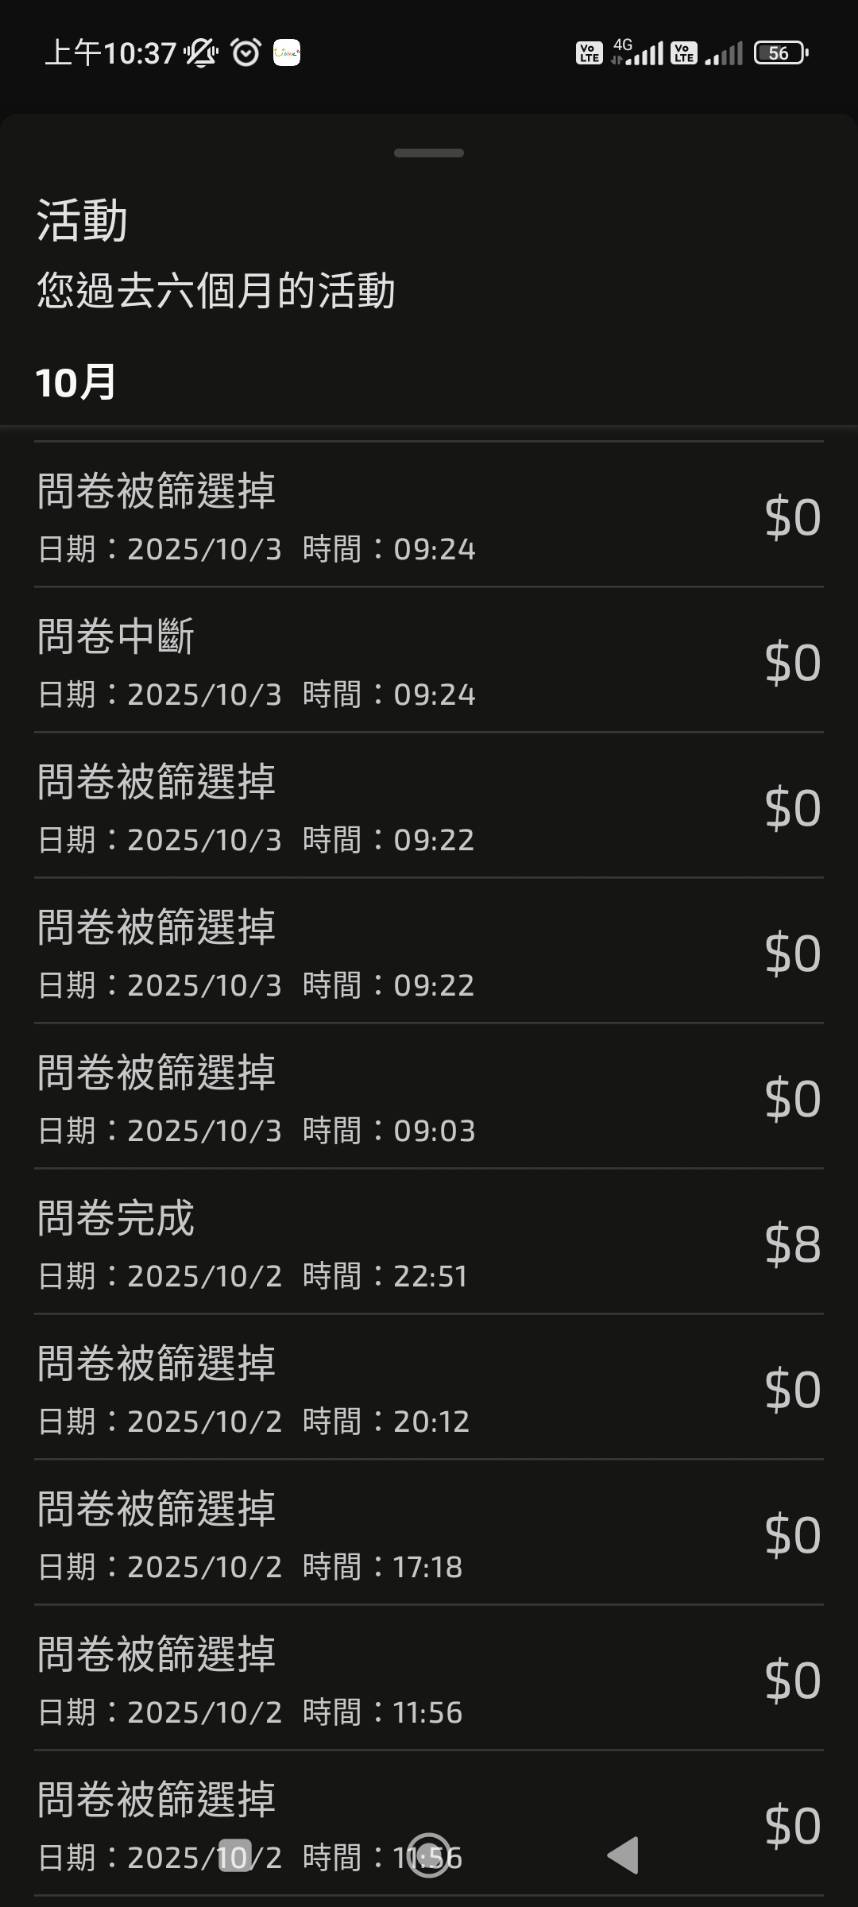 上午10:37
Vo LTE 4G Vo LTE 56
活動
您過去六個月的活動
10月
問卷被篩選掉
$0
日期：2025/10/3 時間：09:24
問卷中斷
$0
日期：2025/10/3 時間：09:24
問卷被篩選掉
$0
日期：2025/10/3 時間：09:22
問卷被篩選掉
$0
日期：2025/10/3 時間：09:22
問卷被篩選掉
$0
日期：2025/10/3 時間：09:03
問卷完成
$8
日期：2025/10/2 時間：22:51
問卷被篩選掉
$0
日期：2025/10/2 時間：20:12
問卷被篩選掉
$0
日期：2025/10/2 時間：17:18
問卷被篩選掉
$0
日期：2025/10/2 時間：11:56
問卷被篩選掉
$0
日期：2025/10/2 時間：11:56